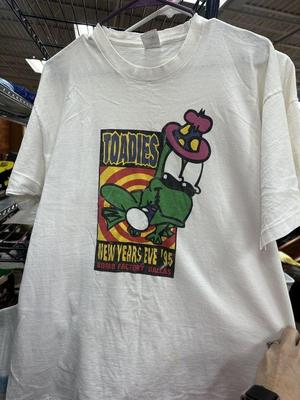 TOADIES
NEW YEARS EVE '95
BOMB FACTORY DALLAS